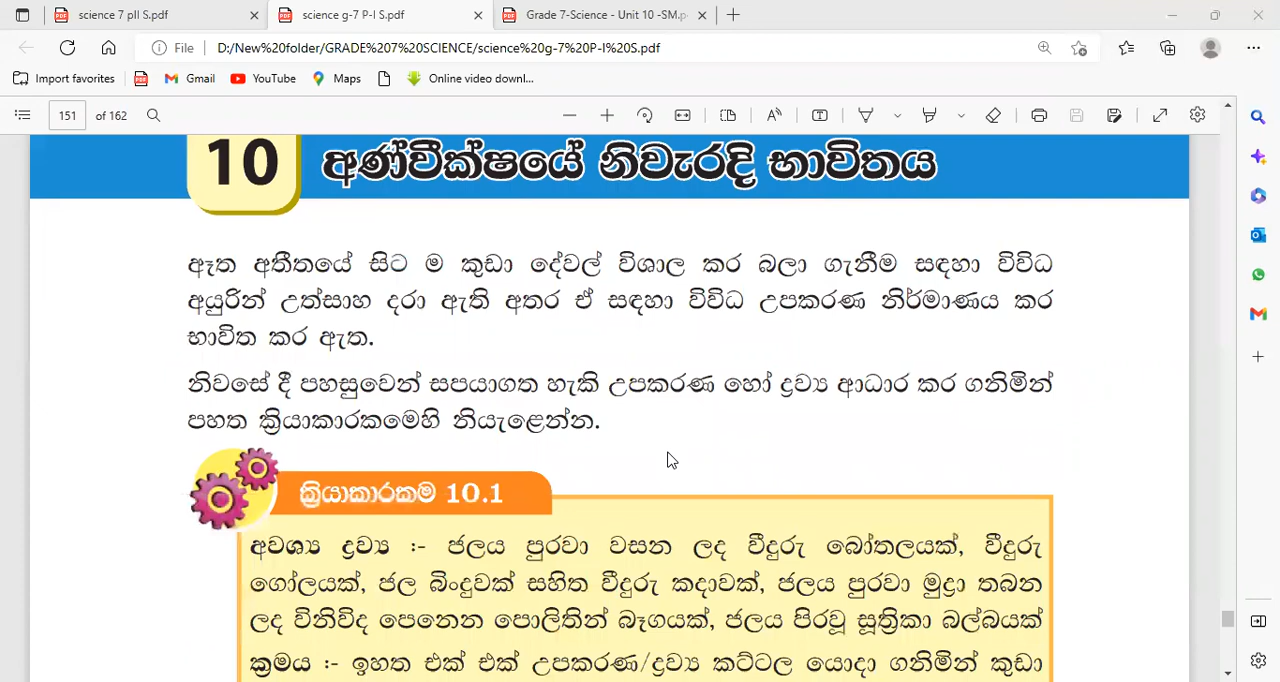 science 7 pII S.pdf
science g-7 P-I S.pdf
Grade 7-Science - Unit 10 -SM.p
File D:/New%20folder/GRADE%207%20SCIENCE/science%20g-7%20P-I%20S.pdf
Import favorites Gmail YouTube Maps Online video downl...
151 of 162
10 අණ්වීක්ෂයේ නිවැරදි භාවිතය
ඈත අතීතයේ සිට ම කුඩා දේවල් විශාල කර බලා ගැනීම සඳහා විවිධ
අයුරින් උත්සාහ දරා ඇති අතර ඒ සඳහා විවිධ උපකරණ නිර්මාණය කර
භාවිත කර ඇත.
නිවසේ දී පහසුවෙන් සපයාගත හැකි උපකරණ හෝ ද්‍රව්‍ය ආධාර කර ගනිමින්
පහත ක්‍රියාකාරකමෙහි නියැළෙන්න.
ක්‍රියාකාරකම 10.1
අවශ්‍ය ද්‍රව්‍ය :- ජලය පුරවා වසන ලද වීදුරු බෝතලයක්, වීදුරු
ගෝලයක්, ජල බිංදුවක් සහිත වීදුරු කදාවක්, ජලය පුරවා මුද්‍රා තබන
ලද විනිවිද පෙනෙන පොලිතින් බෑගයක්, ජලය පිරවූ සූත්‍රිකා බල්බයක්
ක්‍රමය :- ඉහත එක් එක් උපකරණ/ද්‍රව්‍ය කට්ටල යොදා ගනිමින් කුඩා